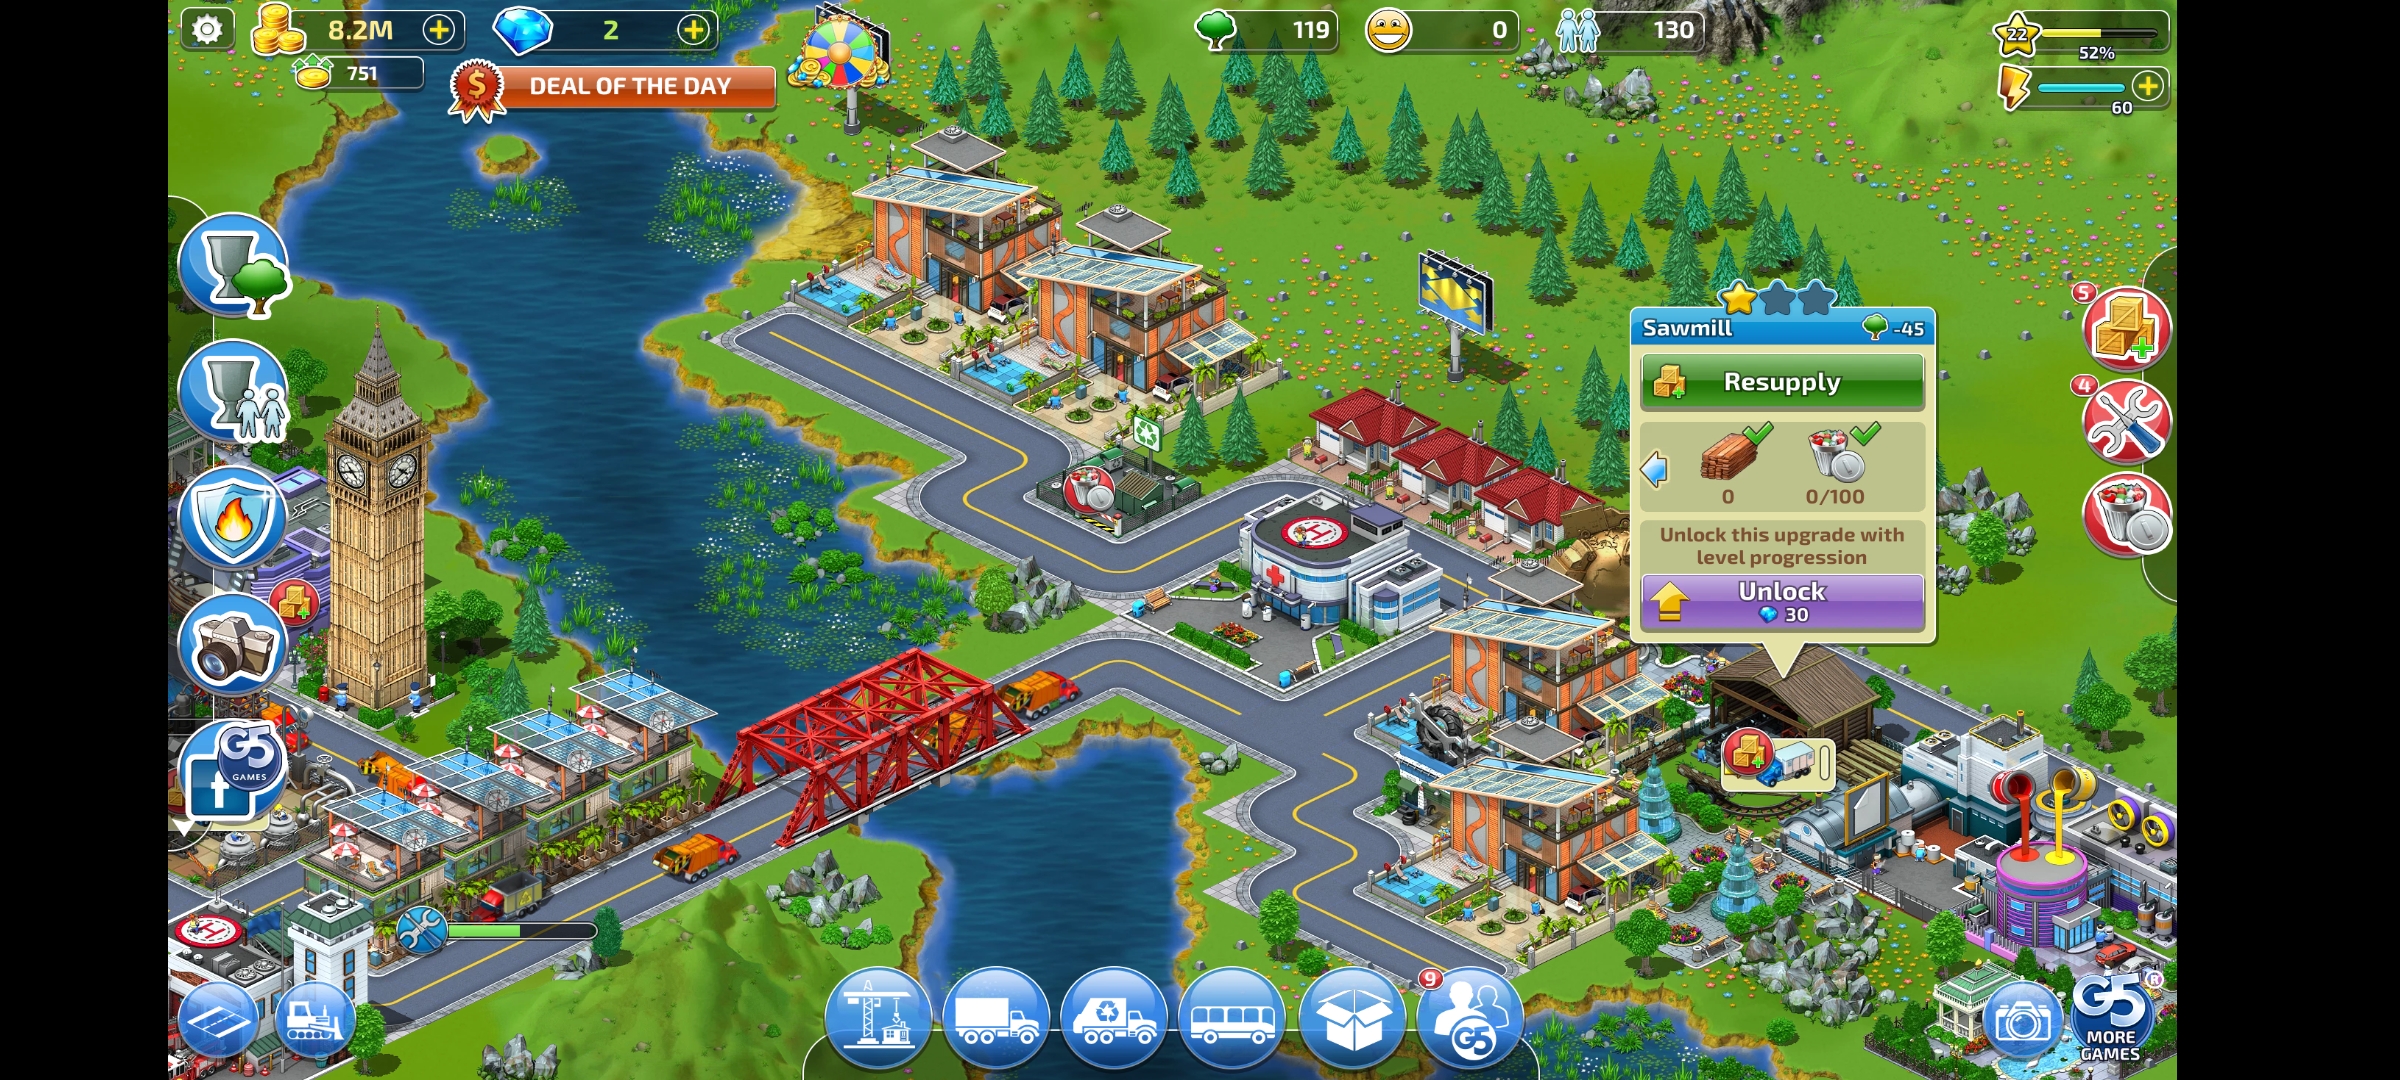 8.2M
2
119
0
130
22
52%
751
DEAL OF THE DAY
60
Sawmill
-45
5
Resupply
4
0
0/100
Unlock this upgrade with
level progression
Unlock
30
H
G5
GAMES
f
H
9
G5
G5
MORE
GAMES